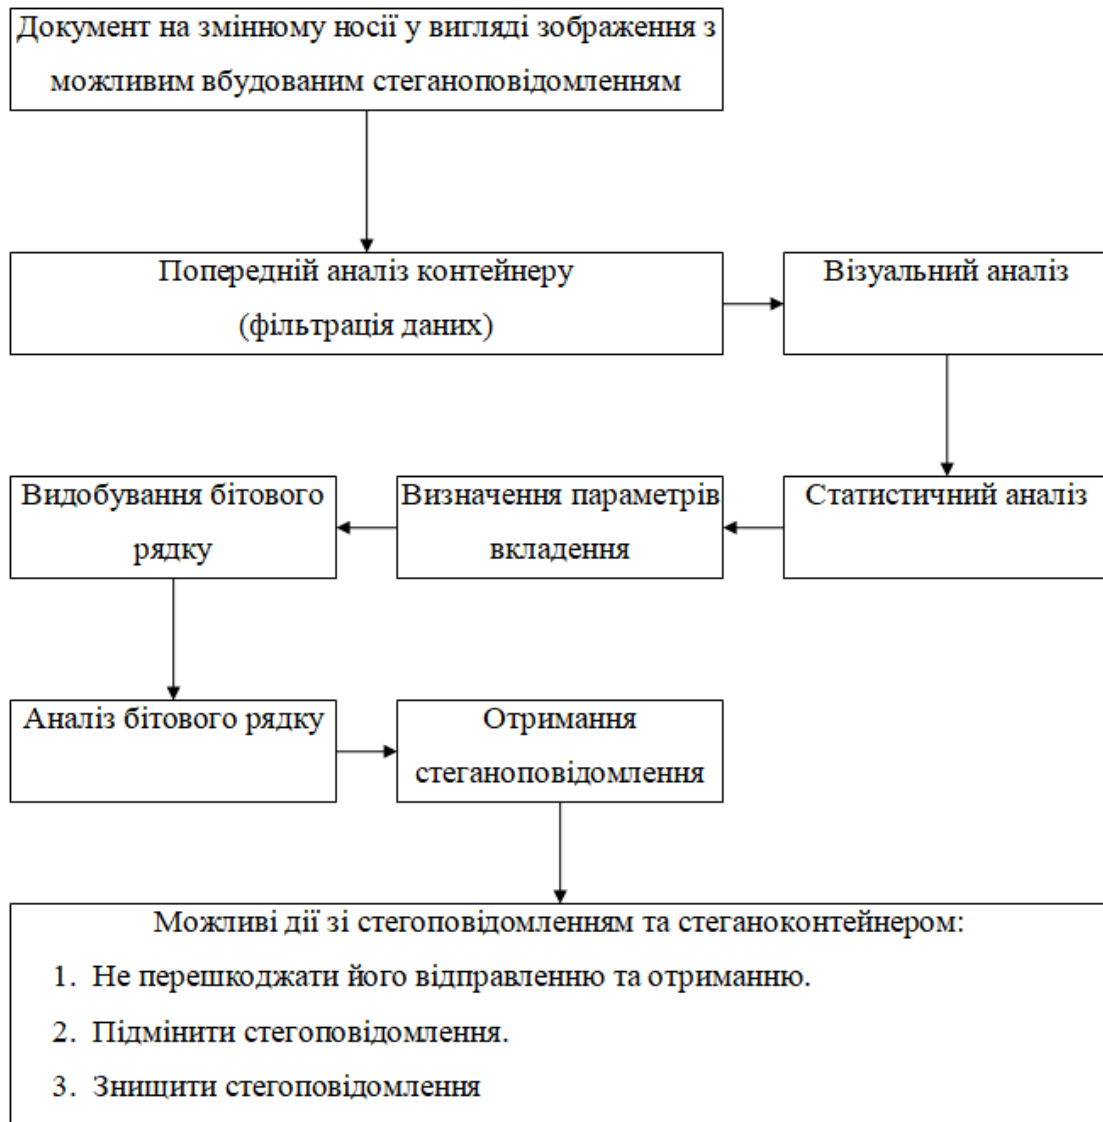 Документ на змінному носії у вигляді зображення з
можливим вбудованим стеганоповідомленням
Попередній аналіз контейнеру
(фільтрація даних)
Візуальний аналіз
Видобування бітового
рядку
Визначення параметрів
вкладення
Статистичний аналіз
Аналіз бітового рядку
Отримання
стеганоповідомлення
Можливі дії зі стегоповідомленням та стеганоконтейнером:
1. Не перешкоджати його відправленню та отриманню.
2. Підмінити стегоповідомлення.
3. Знищити стегоповідомлення